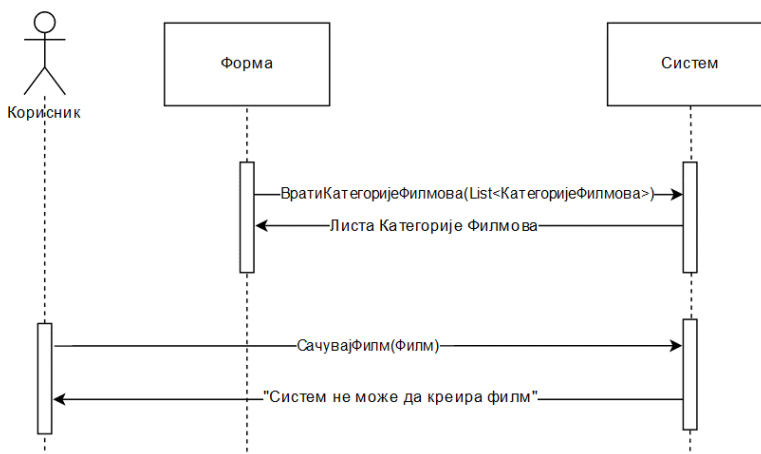 Форма
Систем
Корисник
ВратиКатегоријеФилмова(List<КатегоријеФилмова>)
Листа Категорије Филмова
СачувајФилм(Филм)
"Систем не може да креира филм"